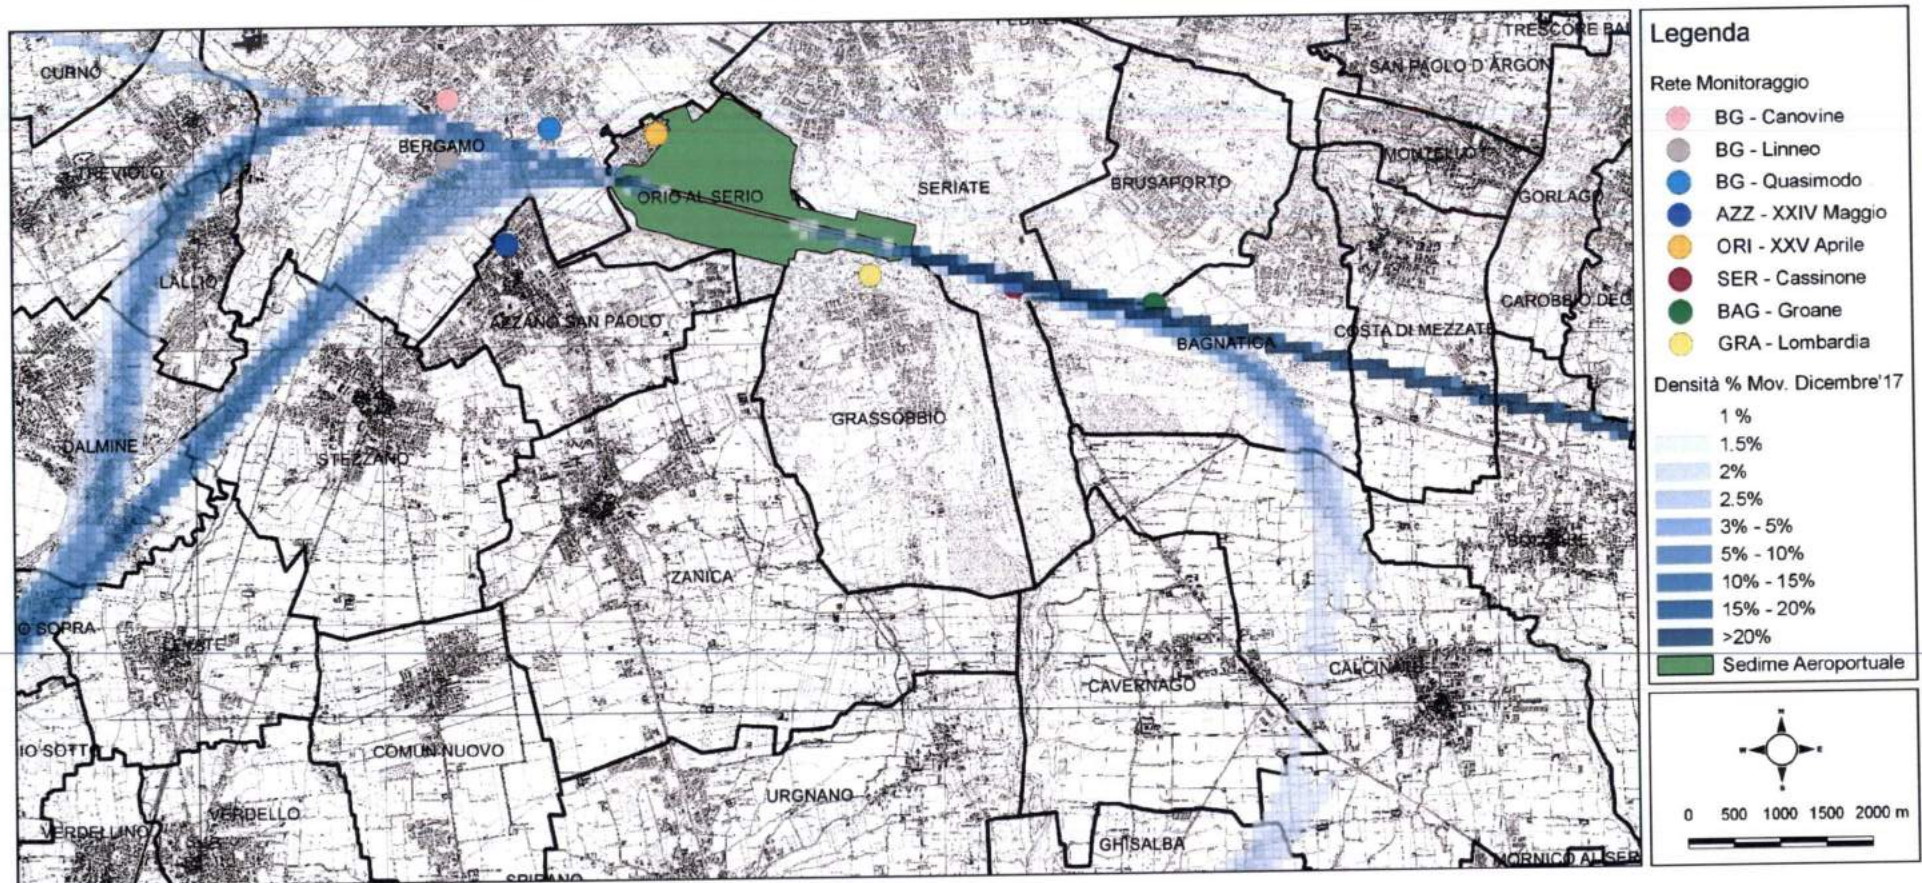 TRESCORE BA
CURNO
SAN PAOLO D'ARGON
BERGAMO
MONTELLO
TREVIOLO
ORIO AL SERIO
SERIATE
BRUSAPORTO
GORLAGO
LALLIO
CAROBBIO DEG
AZZANO SAN PAOLO
COSTA DI MEZZATE
BAGNATICA
GRASSOBBIO
DALMINE
STEZZANO
BOLGARE
ZANICA
O SOPRA
LEVATE
CALCINATE
CAVERNAGO
IO SOTTO
COMUN NUOVO
URGNANO
VERDELLO
VERDELLINO
GHISALBA
MORNICO AL SER
SPIRANO
Legenda
Rete Monitoraggio
BG - Canovine
BG - Linneo
BG - Quasimodo
AZZ - XXIV Maggio
ORI - XXV Aprile
SER - Cassinone
BAG - Groane
GRA - Lombardia
Densità % Mov. Dicembre'17
1 %
1.5%
2%
2.5%
3% - 5%
5% - 10%
10% - 15%
15% - 20%
>20%
Sedime Aeroportuale
N
W E
S
0 500 1000 1500 2000 m